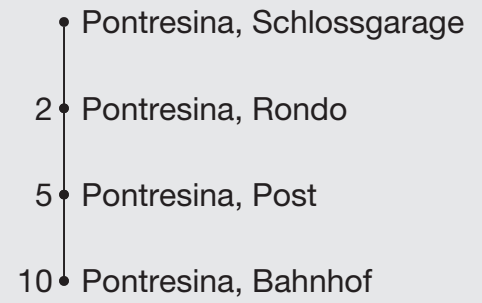 Pontresina, Schlossgarage
2 Pontresina, Rondo
5 Pontresina, Post
10 Pontresina, Bahnhof